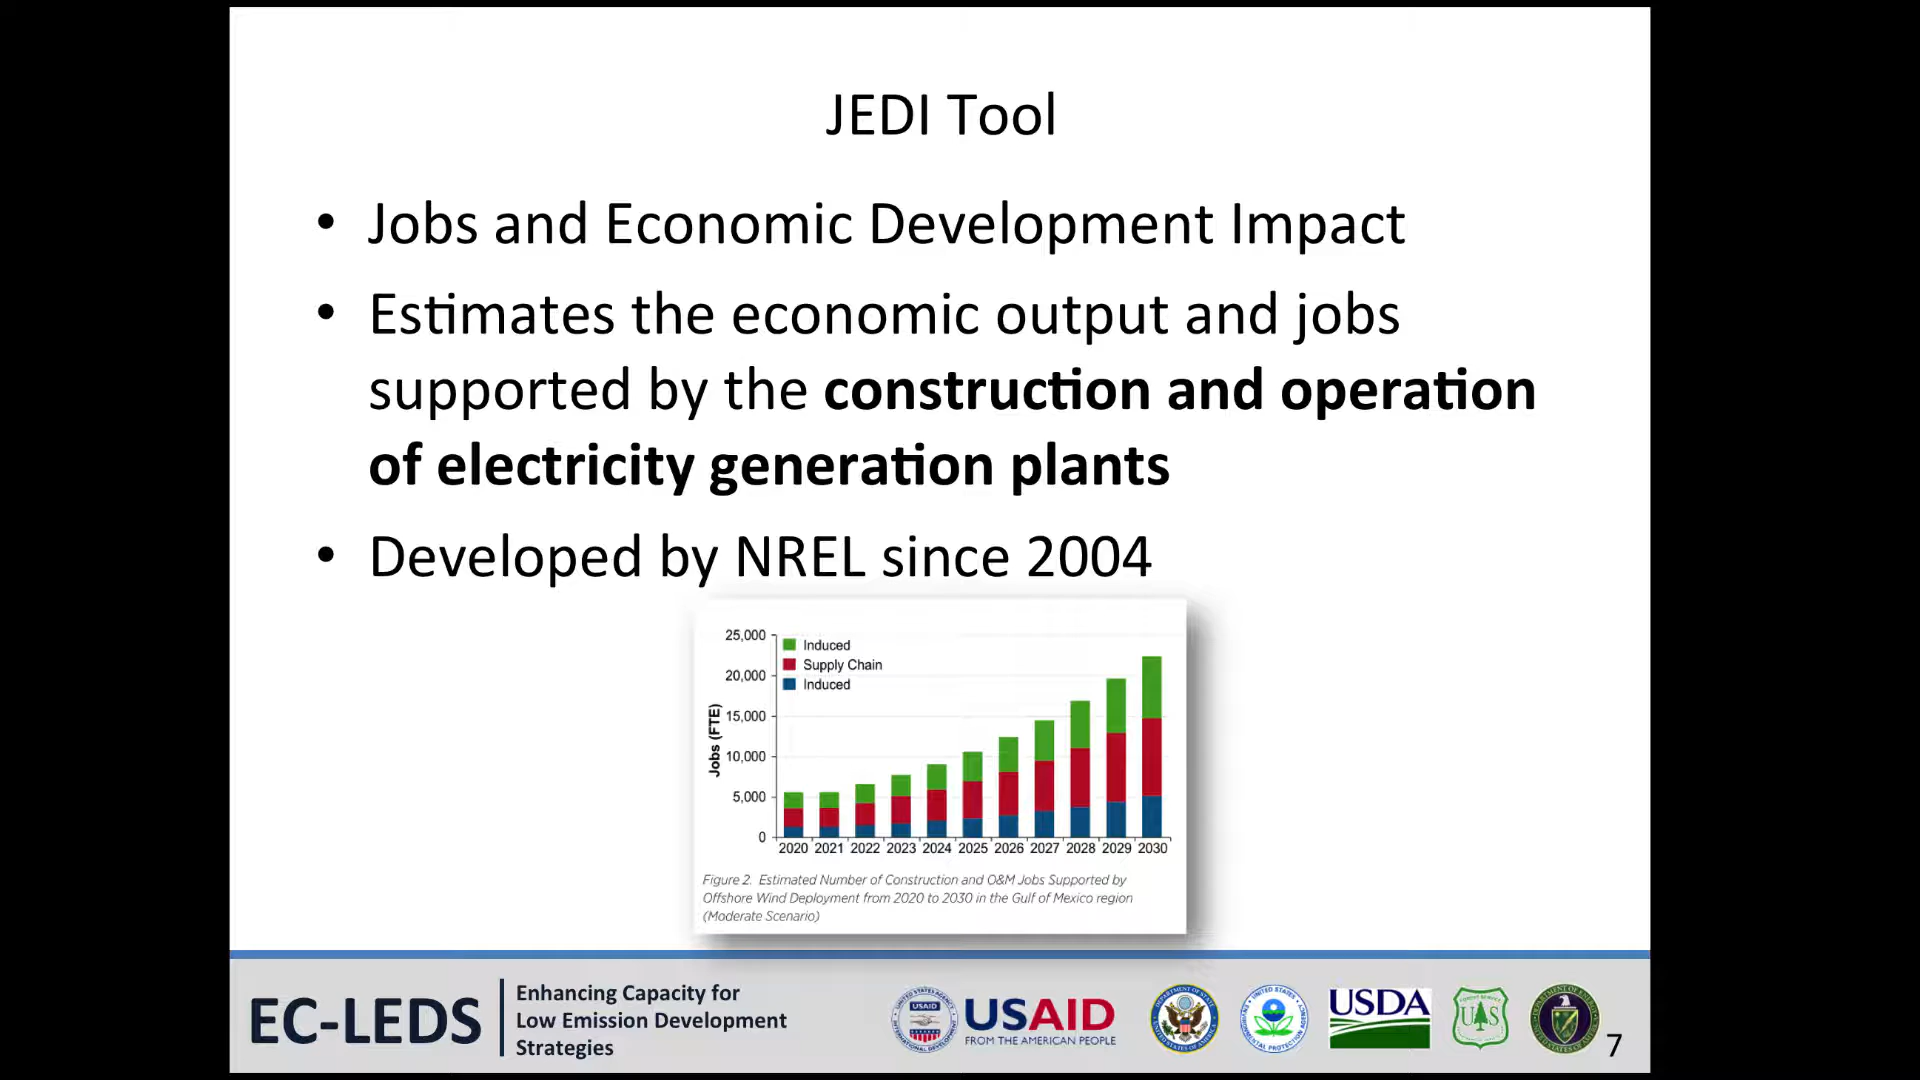 JEDI Tool
• Jobs and Economic Development Impact
• Estimates the economic output and jobs
supported by the construction and operation
of electricity generation plants
• Developed by NREL since 2004
25,000
20,000
15,000
10,000
5,000
0
Jobs (FTE)
Induced
Supply Chain
Induced
2020 2021 2022 2023 2024 2025 2026 2027 2028 2029 2030
Figure 2. Estimated Number of Construction and O&M Jobs Supported by
Offshore Wind Deployment from 2020 to 2030 in the Gulf of Mexico region
(Moderate Scenario)
EC-LEDS
Enhancing Capacity for
Low Emission Development
Strategies
USAID
USAID
FROM THE AMERICAN PEOPLE
USDA
UAS
7